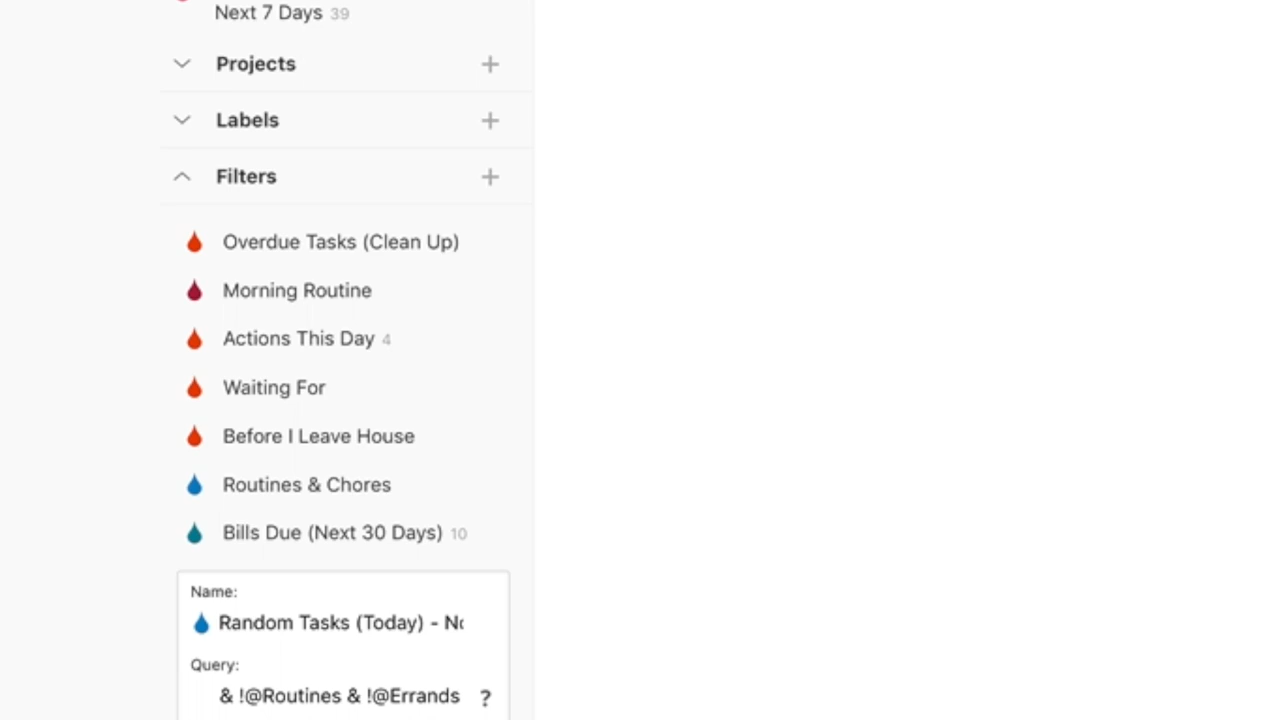 Next 7 Days 39
Projects
Labels
Filters
Overdue Tasks (Clean Up)
Morning Routine
Actions This Day 4
Waiting For
Before I Leave House
Routines & Chores
Bills Due (Next 30 Days) 10
Name:
Random Tasks (Today) -
Query:
& !@Routines & !@Errands ?